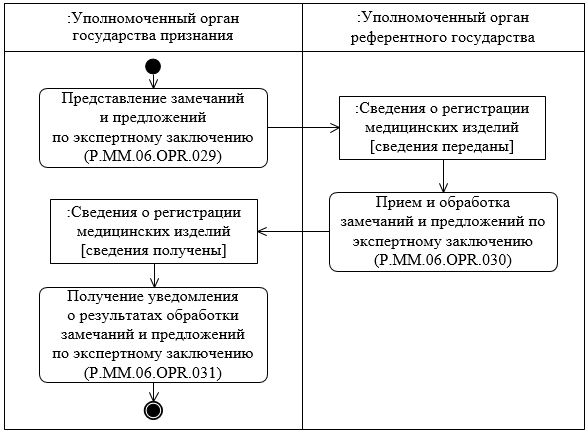 :Уполномоченный орган
государства признания
:Уполномоченный орган
референтного государства
Представление замечаний
и предложений
по экспертному заключению
(P.MM.06.OPR.029)
:Сведения о регистрации
медицинских изделий
[сведения переданы]
Прием и обработка
замечаний и предложений по
экспертному заключению
(P.MM.06.OPR.030)
:Сведения о регистрации
медицинских изделий
[сведения получены]
Получение уведомления
о результатах обработки
замечаний и предложений
по экспертному заключению
(P.MM.06.OPR.031)